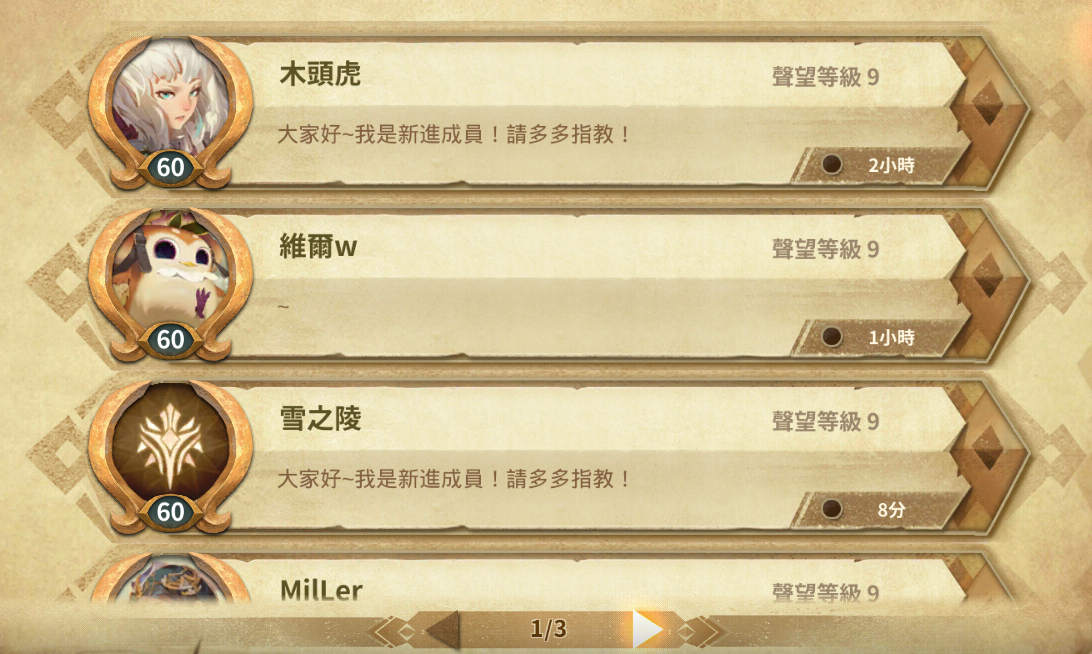 木頭虎
聲望等級 9
大家好~我是新進成員！請多多指教！
2小時
60
維爾w
聲望等級 9
~
1小時
60
雪之陵
聲望等級 9
大家好~我是新進成員！請多多指教！
8分
60
MilLer
聲望等級 9
1/3